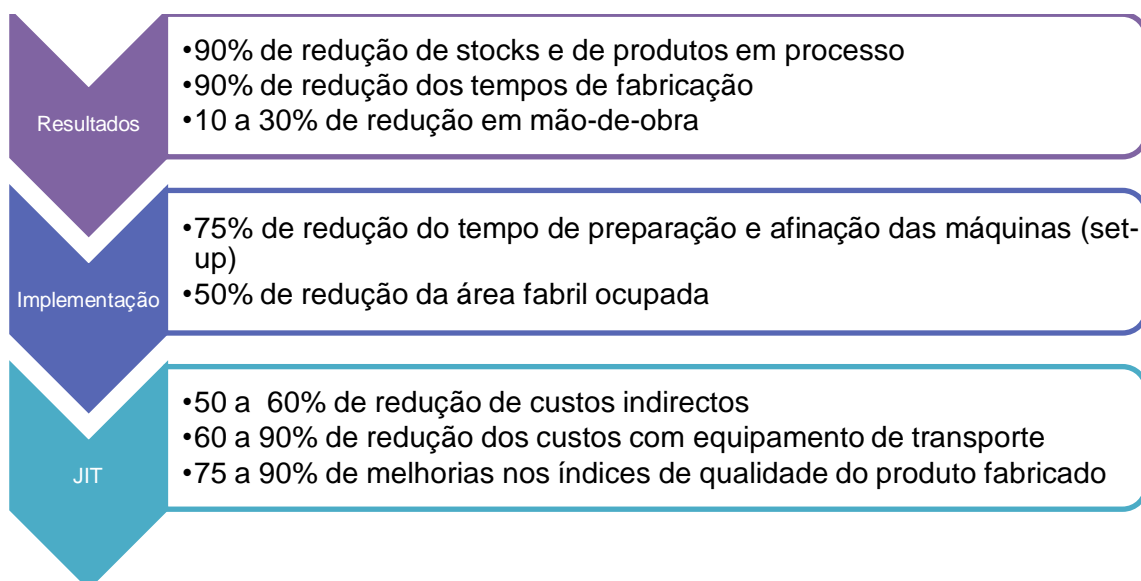 Resultados
•90% de redução de stocks e de produtos em processo
•90% de redução dos tempos de fabricação
•10 a 30% de redução em mão-de-obra
Implementação
•75% de redução do tempo de preparação e afinação das máquinas (set-
up)
•50% de redução da área fabril ocupada
JIT
•50 a  60% de redução de custos indirectos
•60 a 90% de redução dos custos com equipamento de transporte
•75 a 90% de melhorias nos índices de qualidade do produto fabricado